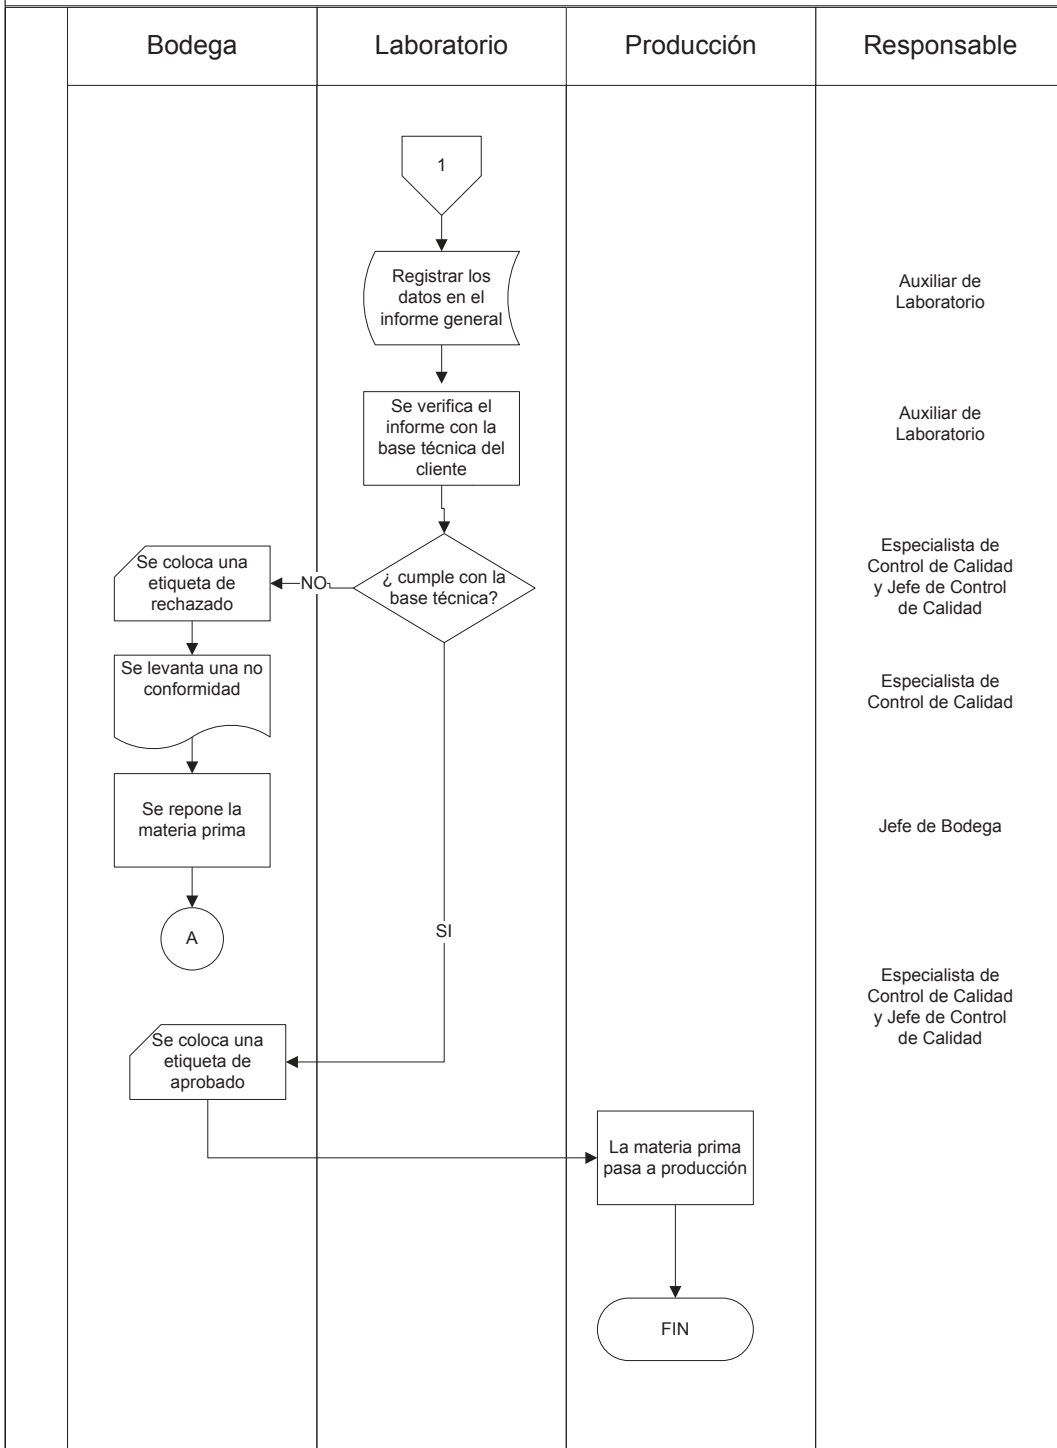 Bodega
Laboratorio
Producción
Responsable
1
Registrar los
datos en el
informe general
Auxiliar de
Laboratorio
Se verifica el
informe con la
base técnica del
cliente
Auxiliar de
Laboratorio
¿ cumple con la
base técnica?
NO
Se coloca una
etiqueta de
rechazado
Especialista de
Control de Calidad
y Jefe de Control
de Calidad
Se levanta una no
conformidad
Especialista de
Control de Calidad
Se repone la
materia prima
Jefe de Bodega
A
SI
Se coloca una
etiqueta de
aprobado
Especialista de
Control de Calidad
y Jefe de Control
de Calidad
La materia prima
pasa a producción
FIN